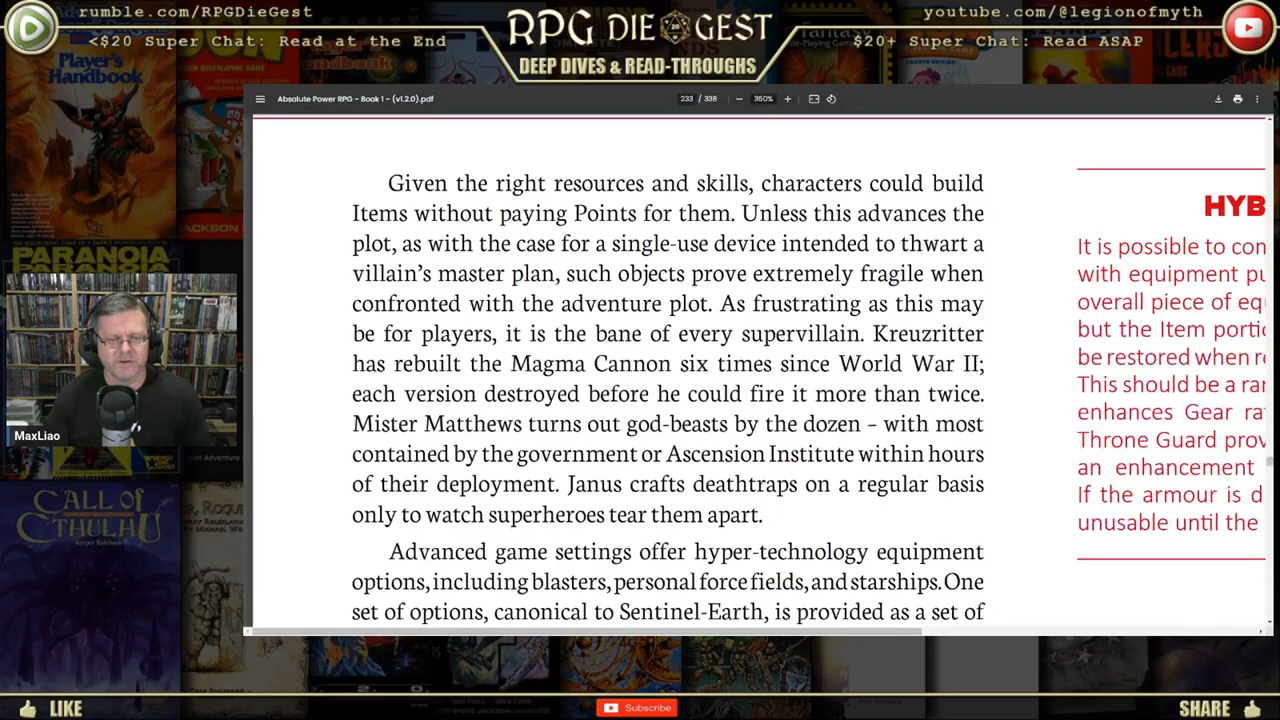 rumble.com/RPGDieGest
<$20 Super Chat: Read at the End
RPG DIE GEST
DEEP DIVES & READ-THROUGHS
youtube.com/@legionofmyth
$20+ Super Chat: Read ASAP
Player's
Handbook
Absolute Power RPG - Book 1 - (v1.2.0).pdf
233 / 338
350%
Given the right resources and skills, characters could build
Items without paying Points for them. Unless this advances the
plot, as with the case for a single-use device intended to thwart a
villain's master plan, such objects prove extremely fragile when
confronted with the adventure plot. As frustrating as this may
be for players, it is the bane of every supervillain. Kreuzritter
has rebuilt the Magma Cannon six times since World War II;
each version destroyed before he could fire it more than twice.
Mister Matthews turns out god-beasts by the dozen – with most
contained by the government or Ascension Institute within hours
of their deployment. Janus crafts deathtraps on a regular basis
only to watch superheroes tear them apart.
Advanced game settings offer hyper-technology equipment
options, including blasters, personal force fields, and starships. One
set of options, canonical to Sentinel-Earth, is provided as a set of
HYB
It is possible to con
with equipment pu
overall piece of eq
but the Item portio
be restored when r
This should be a rar
enhances Gear ra
Throne Guard prov
an enhancement
If the armour is d
unusable until the
PARANOIA
MaxLiao
CALL OF
CTHULHU
LIKE
Subscribe
SHARE